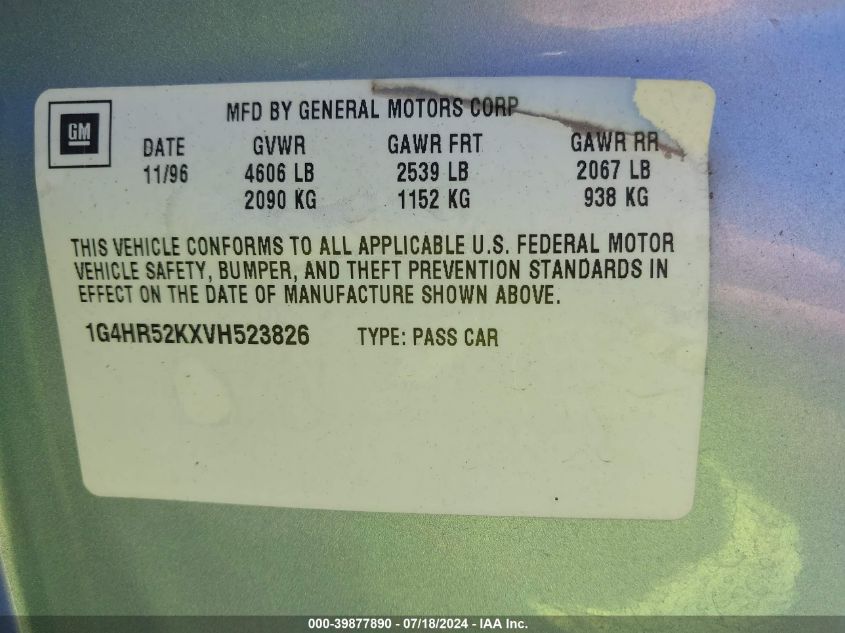 MFD BY GENERAL MOTORS CORP
GM
DATE GVWR GAWR FRT GAWR RR
11/96 4606 LB 2539 LB 2067 LB
2090 KG 1152 KG 938 KG
THIS VEHICLE CONFORMS TO ALL APPLICABLE U.S. FEDERAL MOTOR
VEHICLE SAFETY, BUMPER, AND THEFT PREVENTION STANDARDS IN
EFFECT ON THE DATE OF MANUFACTURE SHOWN ABOVE.
1G4HR52KXVH523826 TYPE: PASS CAR
000-39877890 - 07/18/2024 - IAA Inc.